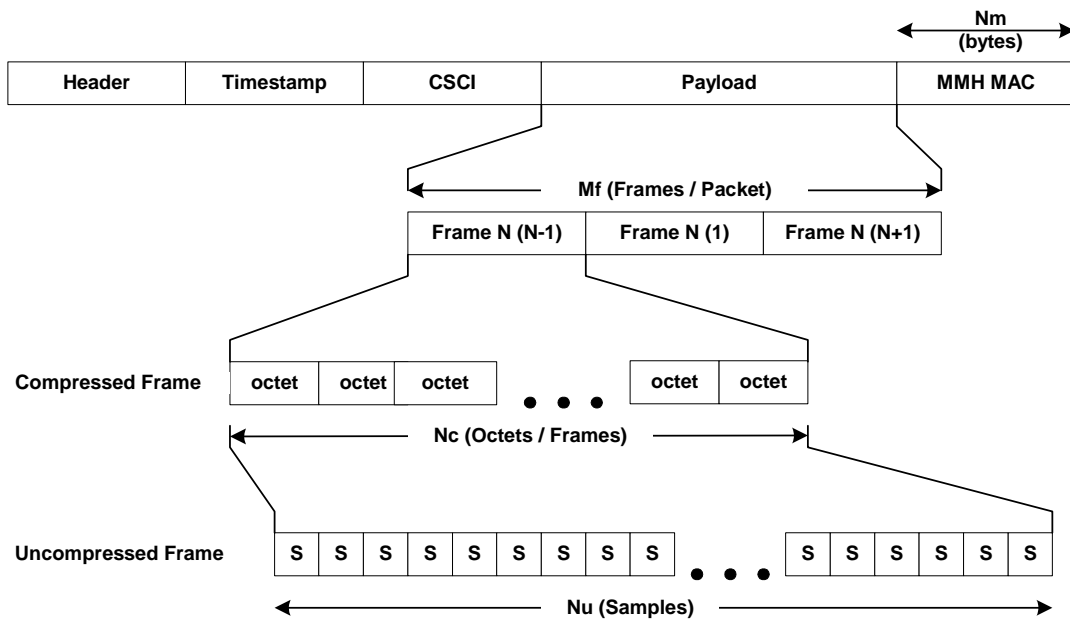 Nm
(bytes)
Header Timestamp CSCI Payload MMH MAC
Mf (Frames / Packet)
Frame N (N-1) Frame N (1) Frame N (N+1)
Compressed Frame octet octet octet octet octet
Nc (Octets / Frames)
Uncompressed Frame S S S S S S S S S S S S S S S
Nu (Samples)